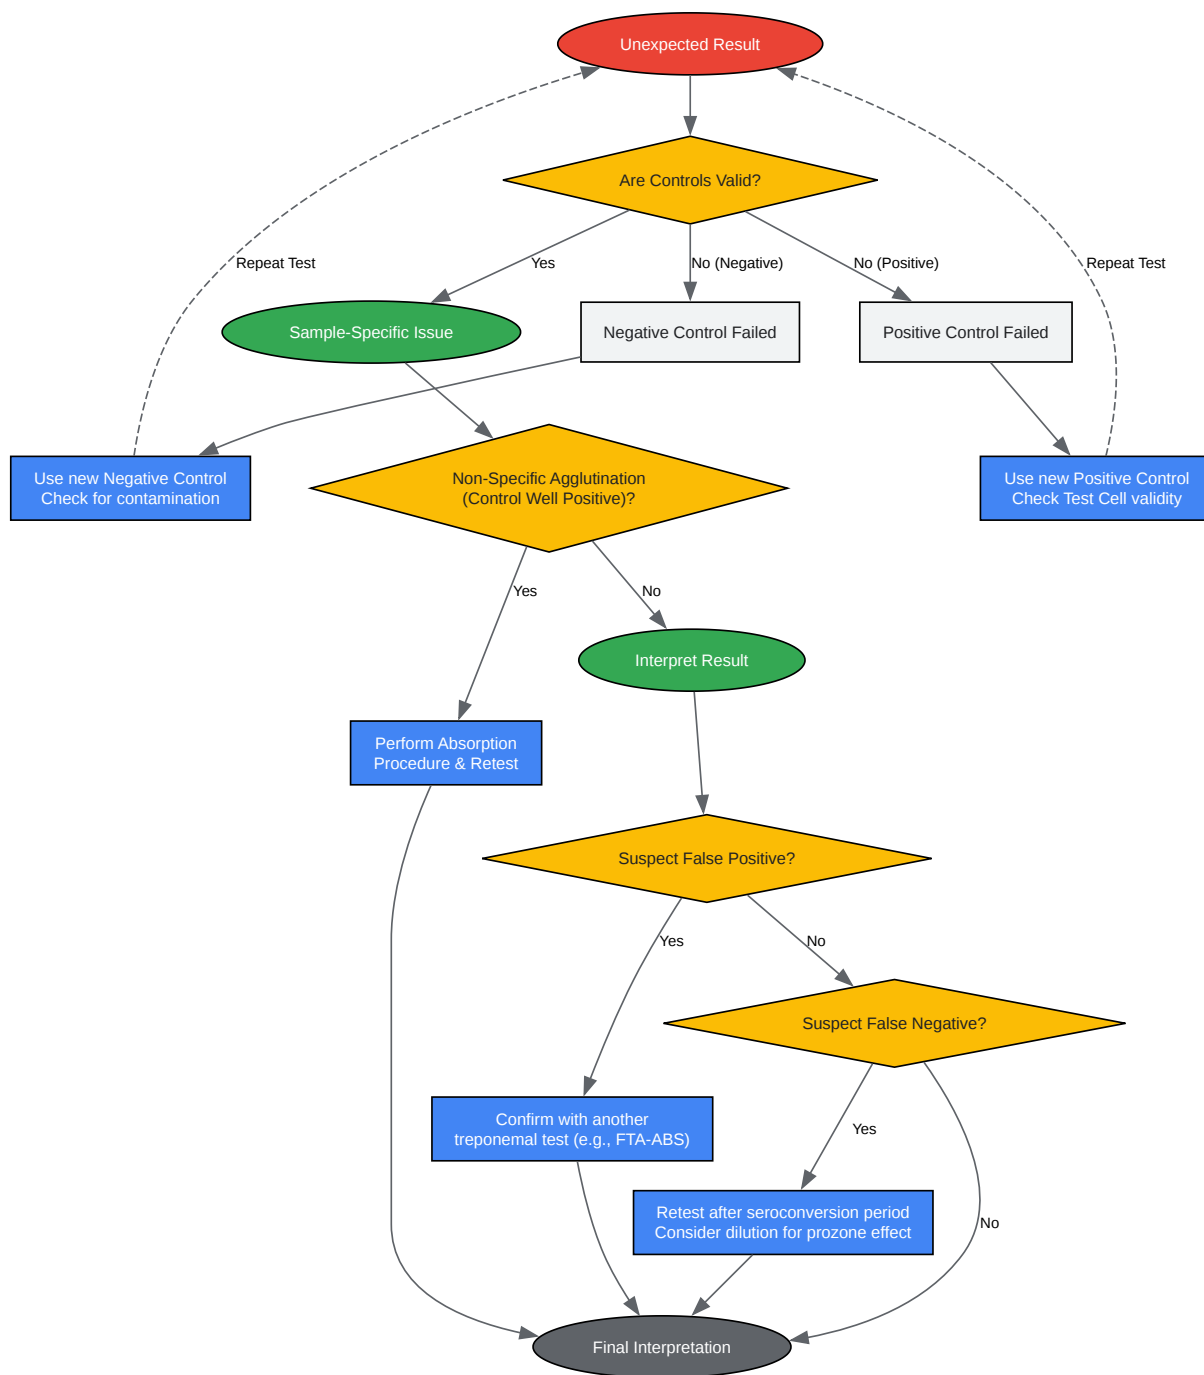 Unexpected Result
Are Controls Valid?
Repeat Test
Yes
No (Negative)
No (Positive)
Repeat Test
Sample-Specific Issue
Negative Control Failed
Positive Control Failed
Use new Negative Control
Check for contamination
Non-Specific Agglutination
(Control Well Positive)?
Use new Positive Control
Check Test Cell validity
Yes
No
Interpret Result
Perform Absorption
Procedure & Retest
Suspect False Positive?
Yes
No
Suspect False Negative?
Confirm with another
treponemal test (e.g., FTA-ABS)
Yes
Retest after seroconversion period
Consider dilution for prozone effect
No
Final Interpretation